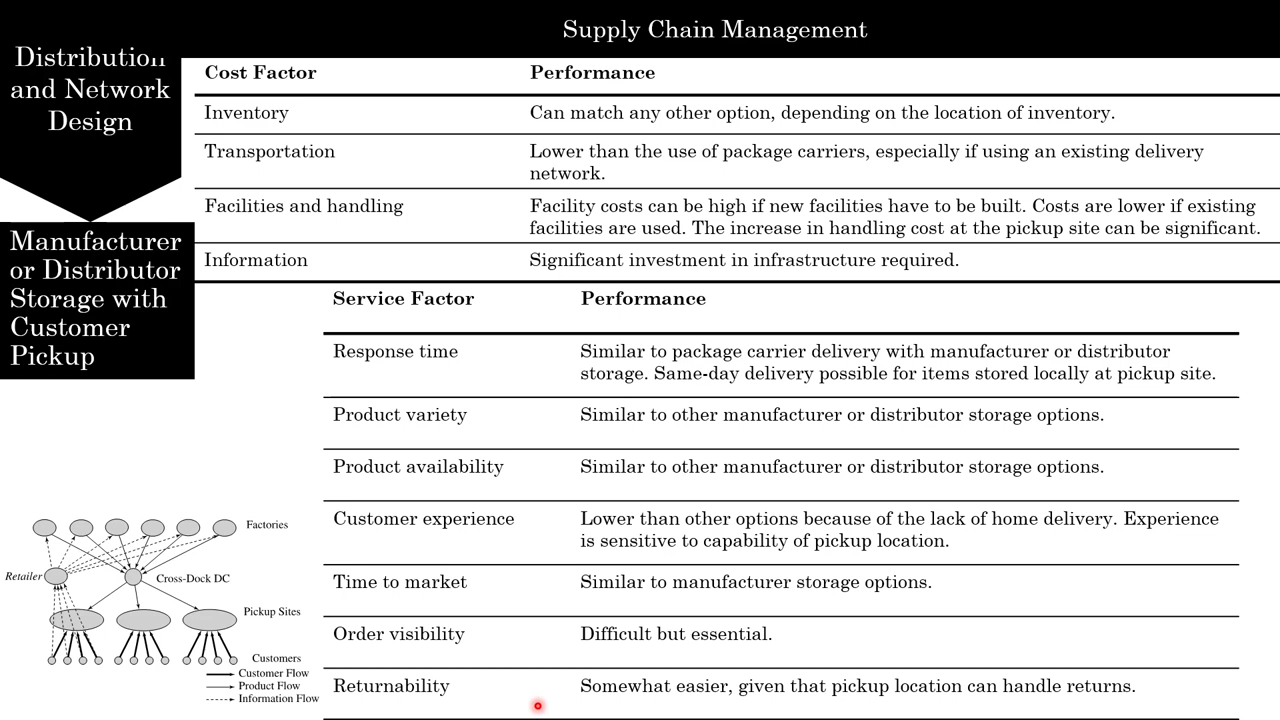 Supply Chain Management
Distribution
and Network
Design
Manufacturer
or Distributor
Storage with
Customer
Pickup
Cost Factor Performance
Inventory Can match any other option, depending on the location of inventory.
Transportation Lower than the use of package carriers, especially if using an existing delivery
network.
Facilities and handling Facility costs can be high if new facilities have to be built. Costs are lower if existing
facilities are used. The increase in handling cost at the pickup site can be significant.
Information Significant investment in infrastructure required.
Service Factor Performance
Response time Similar to package carrier delivery with manufacturer or distributor
storage. Same-day delivery possible for items stored locally at pickup site.
Product variety Similar to other manufacturer or distributor storage options.
Product availability Similar to other manufacturer or distributor storage options.
Customer experience Lower than other options because of the lack of home delivery. Experience
is sensitive to capability of pickup location.
Time to market Similar to manufacturer storage options.
Order visibility Difficult but essential.
Returnability Somewhat easier, given that pickup location can handle returns.
Factories
Retailer
Cross-Dock DC
Pickup Sites
Customers
Customer Flow
Product Flow
Information Flow